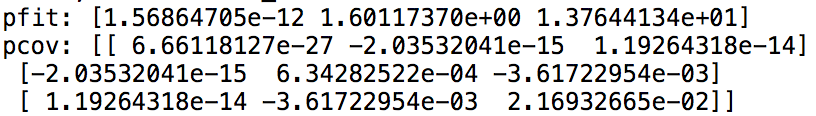 pfit: [1.56864705e-12 1.60117370e+00 1.37644134e+01]
pcov: [[ 6.66118127e-27 -2.03532041e-15  1.19264318e-14]
 [-2.03532041e-15  6.34282522e-04 -3.61722954e-03]
 [ 1.19264318e-14 -3.61722954e-03  2.16932665e-02]]